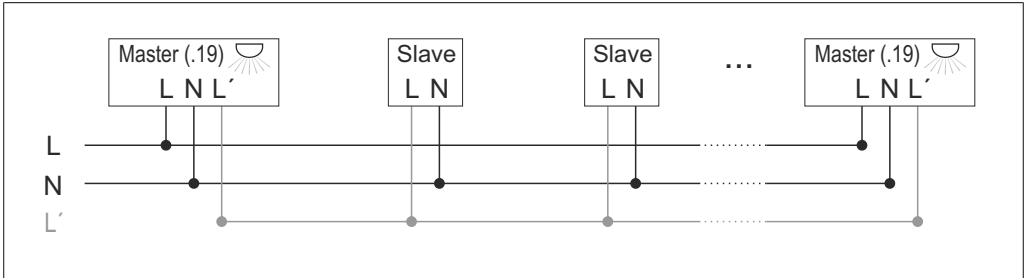 Master (.19)
L N L´
Slave
L N
Slave
L N
...
Master (.19)
L N L´
L
N
L´